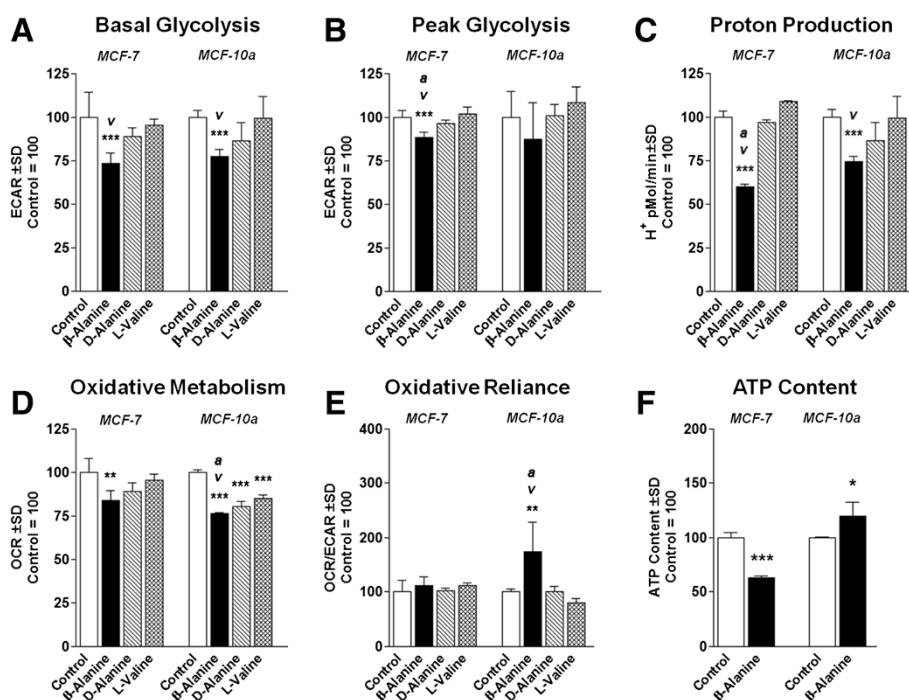 A
Basal Glycolysis
MCF-7
MCF-10a
ECAR ±SD
Control = 100
125
100
75
50
25
0
v
***
v
***
Control
β-Alanine
D-Alanine
L-Valine
Control
β-Alanine
D-Alanine
L-Valine
B
Peak Glycolysis
MCF-7
MCF-10a
ECAR ±SD
Control = 100
125
100
75
50
25
0
a
v
***
Control
β-Alanine
D-Alanine
L-Valine
Control
β-Alanine
D-Alanine
L-Valine
C
Proton Production
MCF-7
MCF-10a
H+ pMol/min±SD
Control = 100
125
100
75
50
25
0
a
v
***
v
***
Control
β-Alanine
D-Alanine
L-Valine
Control
β-Alanine
D-Alanine
L-Valine
D
Oxidative Metabolism
MCF-7
MCF-10a
OCR ±SD
Control = 100
125
100
75
50
25
0
**
a
v
***
***
***
Control
β-Alanine
D-Alanine
L-Valine
Control
β-Alanine
D-Alanine
L-Valine
E
Oxidative Reliance
MCF-7
MCF-10a
OCR/ECAR ±SD
Control = 100
400
300
200
100
0
a
v
**
Control
β-Alanine
D-Alanine
L-Valine
Control
β-Alanine
D-Alanine
L-Valine
F
ATP Content
MCF-7
MCF-10a
ATP Content ±SD
Control = 100
200
150
100
50
0
***
*
Control
β-Alanine
Control
β-Alanine